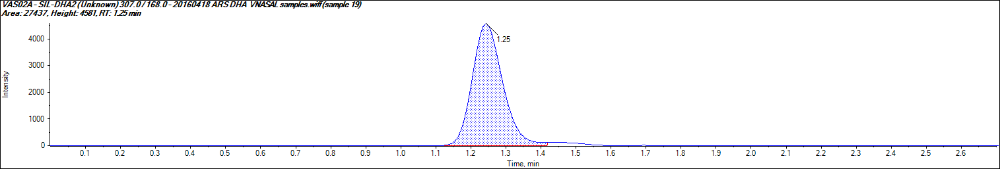 VAS02A - SIL-DHA2 (Unknown) 307.0 / 168.0 - 20160418 ARS DHA VNASAL samples.wiff (sample 19)
Area: 27437, Height: 4581, RT: 1.25 min
1.25
4000
3000
2000
1000
0
Intensity
0.1 0.2 0.3 0.4 0.5 0.6 0.7 0.8 0.9 1.0 1.1 1.2 1.3 1.4 1.5 1.6 1.7 1.8 1.9 2.0 2.1 2.2 2.3 2.4 2.5 2.6
Time, min